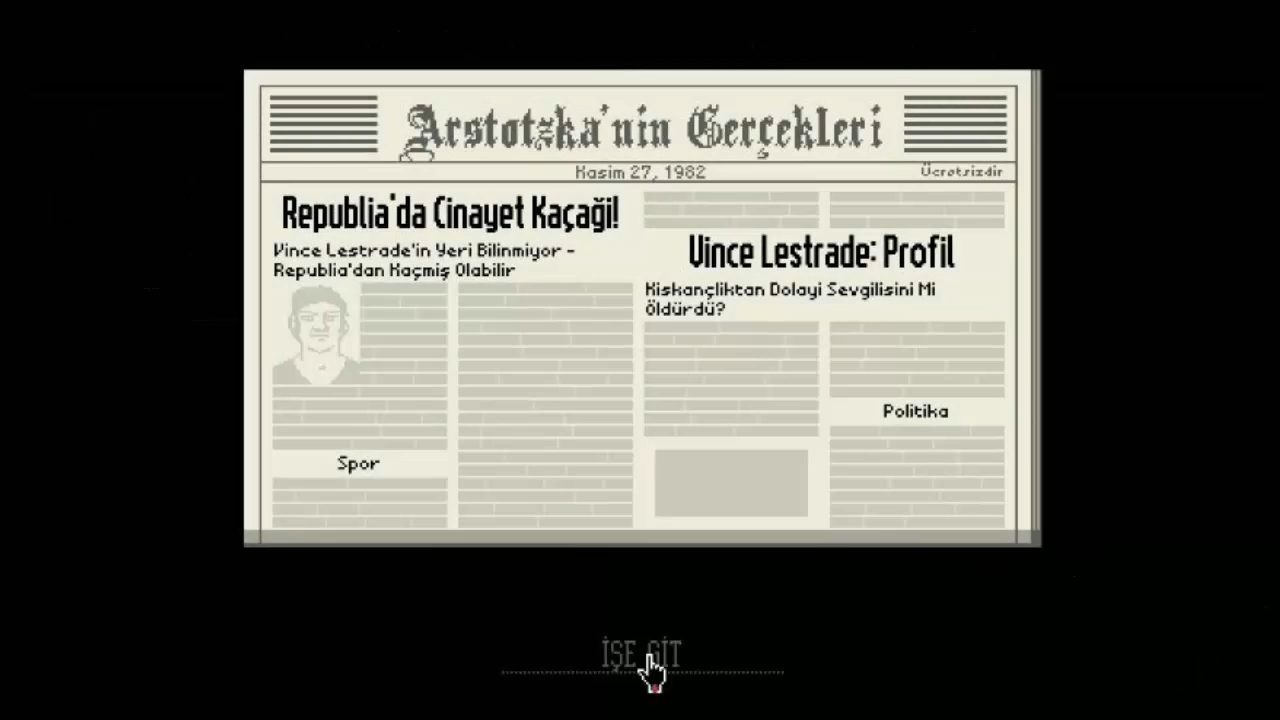 Arstotzka'nin Gerçekleri
Kasim 27, 1982
Ücretsizdir
Republia'da Cinayet Kaçaği!
Vince Lestrade'in Yeri Bilinmiyor -
Republia'dan Kaçmiş Olabilir
Spor
Vince Lestrade: Profil
Kiskançliktan Dolayi Sevgilisini Mi
Öldürdü?
Politika
İŞE GİT